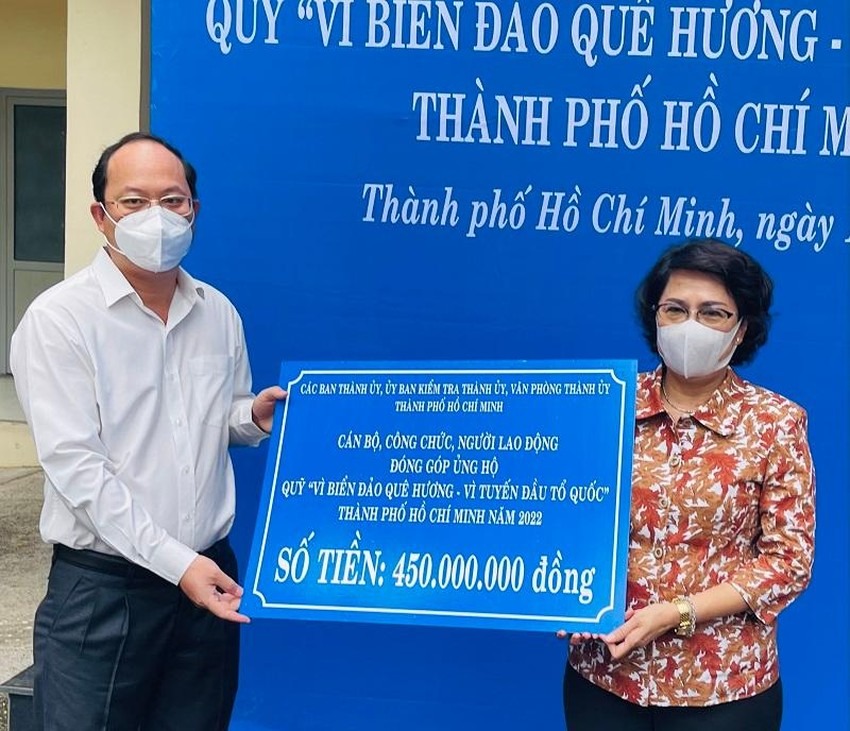 QUỸ "VÌ BIỂN ĐẢO QUÊ HƯƠNG -
THÀNH PHỐ HỒ CHÍ M
Thành phố Hồ Chí Minh, ngày
CÁC BAN THÀNH ỦY, ỦY BAN KIỂM TRA THÀNH ỦY, VĂN PHÒNG THÀNH ỦY
THÀNH PHỐ HỒ CHÍ MINH
CÁN BỘ, CÔNG CHỨC, NGƯỜI LAO ĐỘNG
ĐÓNG GÓP ỦNG HỘ
QUỸ "VÌ BIỂN ĐẢO QUÊ HƯƠNG - VÌ TUYẾN ĐẦU TỔ QUỐC"
THÀNH PHỐ HỒ CHÍ MINH NĂM 2022
SỐ TIỀN: 450.000.000 đồng